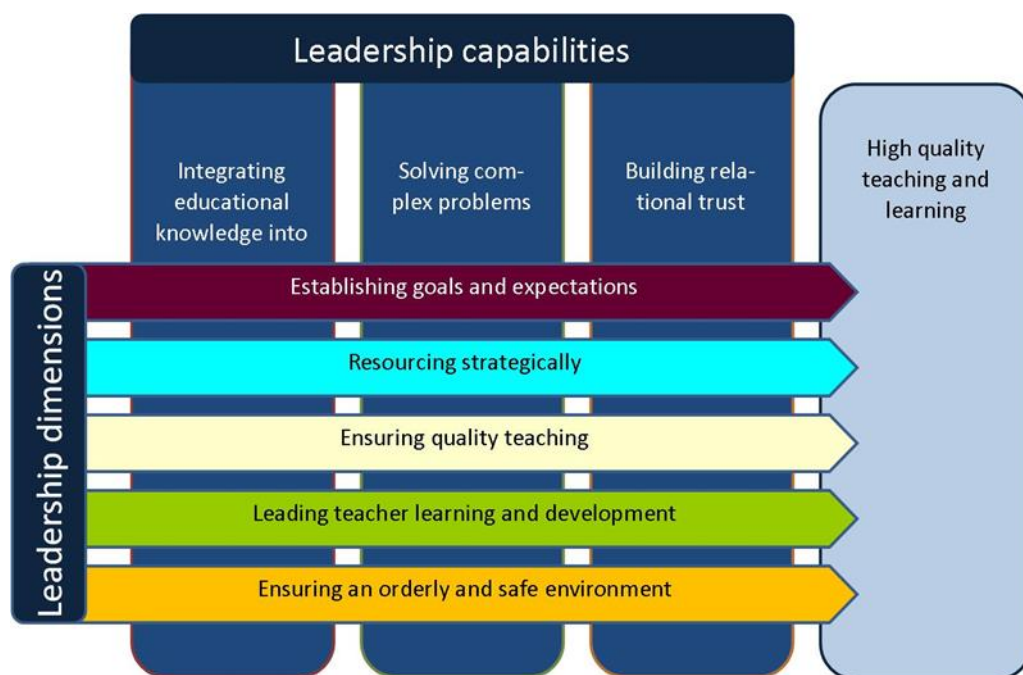 Leadership capabilities
Integrating
educational
knowledge into
Solving com-
plex problems
Building rela-
tional trust
High quality
teaching and
learning
Leadership dimensions
Establishing goals and expectations
Resourcing strategically
Ensuring quality teaching
Leading teacher learning and development
Ensuring an orderly and safe environment